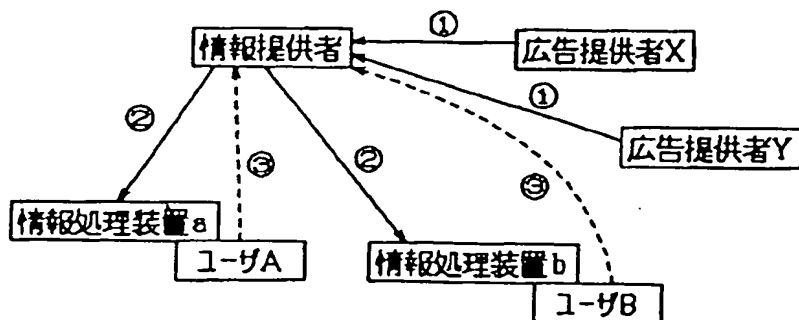 ①
情報提供者
広告提供者X
①
②
広告提供者Y
③
②
③
情報処理装置a
ユーザA
情報処理装置b
ユーザB